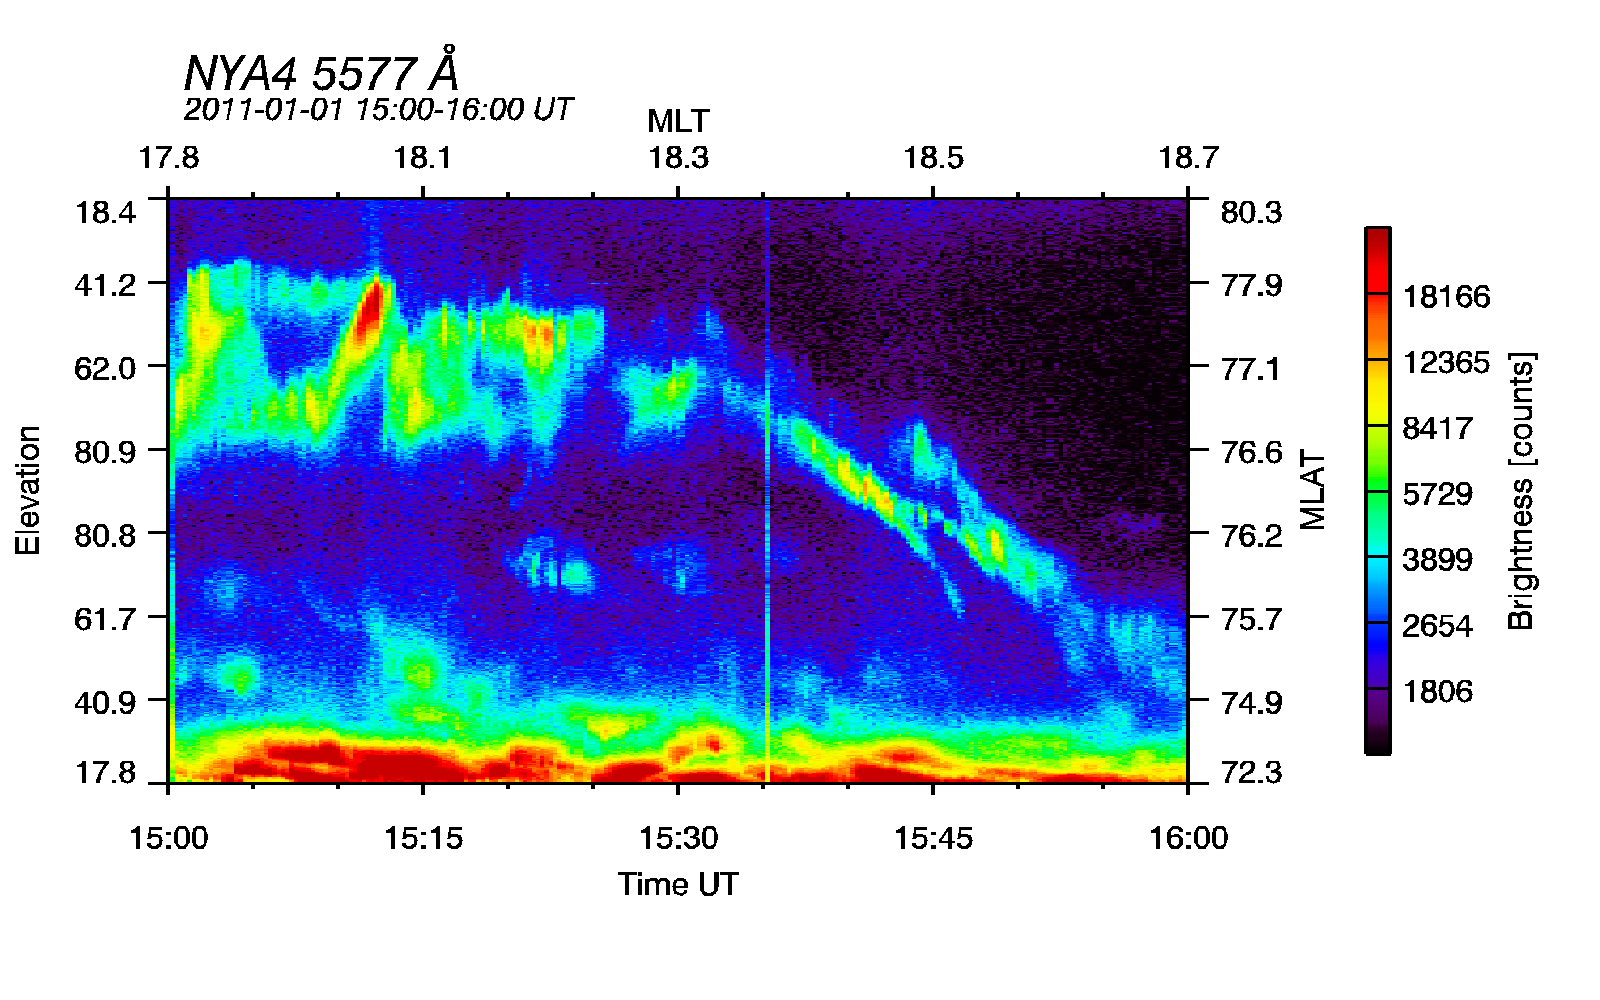 NYA4 5577 Å
2011-01-01 15:00-16:00 UT
MLT
17.8 18.1 18.3 18.5 18.7
18.4
41.2
62.0
80.9
80.8
61.7
40.9
17.8
Elevation
80.3
77.9
77.1
76.6
76.2
75.7
74.9
72.3
MLAT
18166
12365
8417
5729
3899
2654
1806
Brightness [counts]
15:00 15:15 15:30 15:45 16:00
Time UT